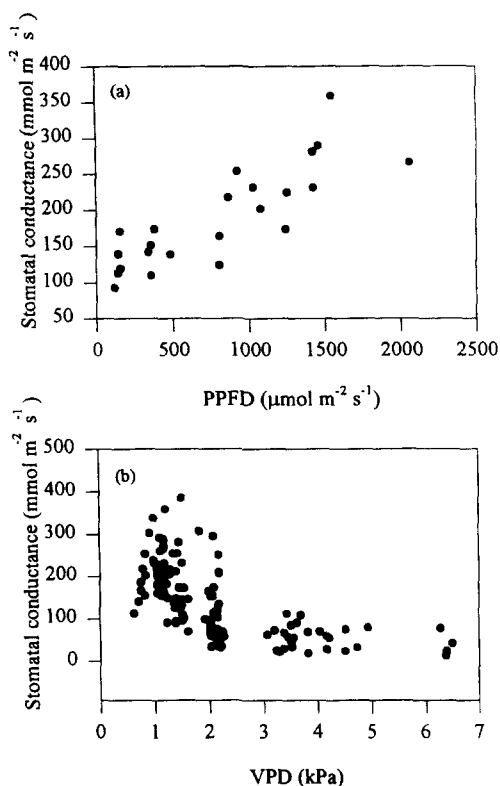 Stomatal conductance (mmol m⁻² s⁻¹)
(a)
400
350
300
250
200
150
100
50
0 500 1000 1500 2000 2500
PPFD (μmol m⁻² s⁻¹)
Stomatal conductance (mmol m⁻² s⁻¹)
(b)
500
400
300
200
100
0
0 1 2 3 4 5 6 7
VPD (kPa)